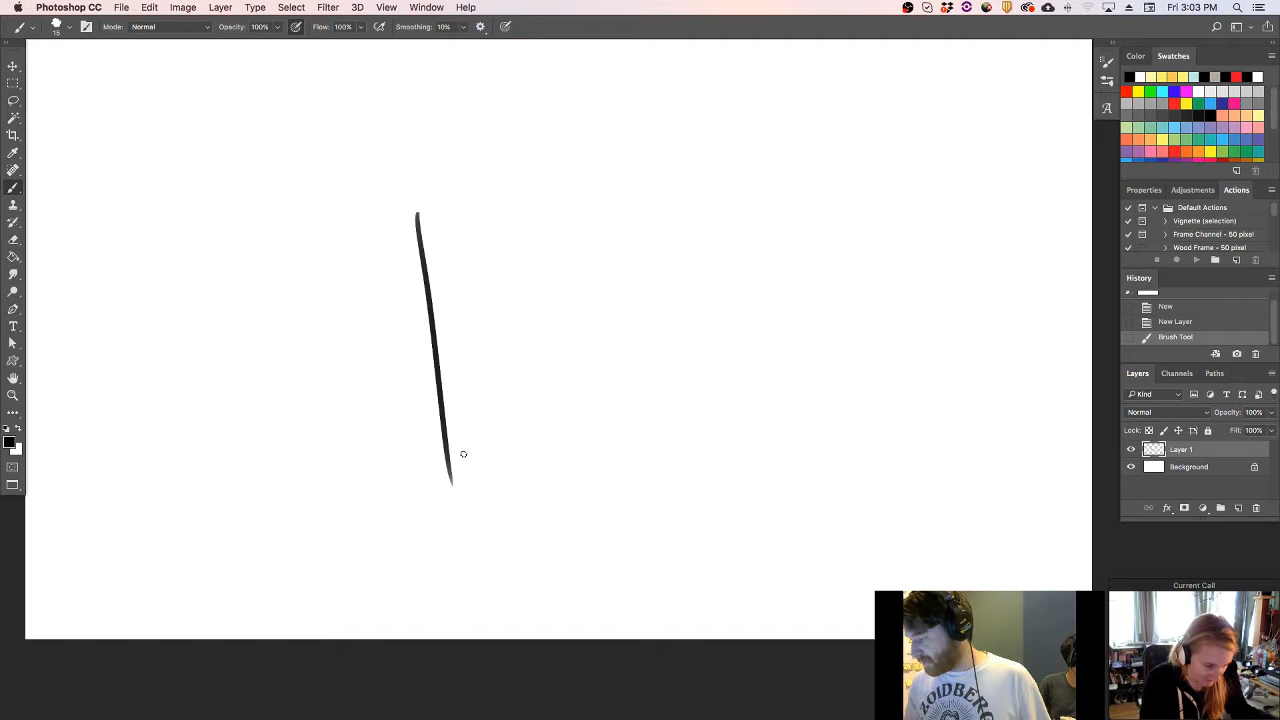 Photoshop CC File Edit Image Layer Type Select Filter 3D View Window Help Fri 3:03 PM
15 Mode: Normal Opacity: 100% Flow: 100% Smoothing: 10%
Color Swatches
Properties Adjustments Actions
Default Actions
Vignette (selection)
Frame Channel - 50 pixel
Wood Frame - 50 pixel
History
New
New Layer
Brush Tool
Layers Channels Paths
Kind
Normal Opacity: 100%
Lock: Fill: 100%
Layer 1
Background
Current Call
ZOIDBERG